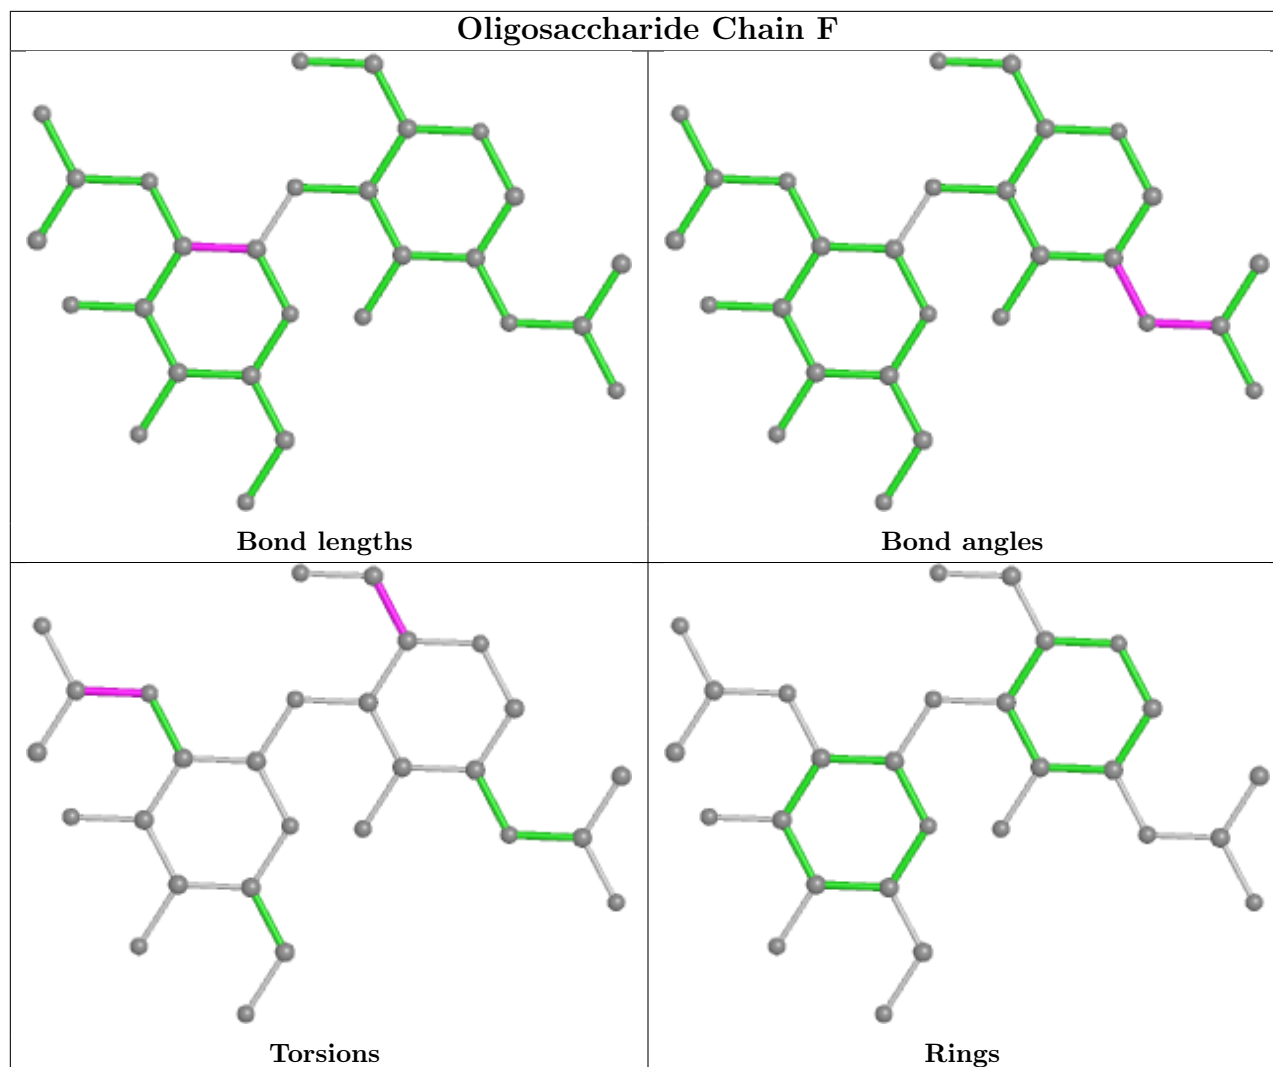 Oligosaccharide Chain F
Bond lengths
Bond angles
Torsions
Rings